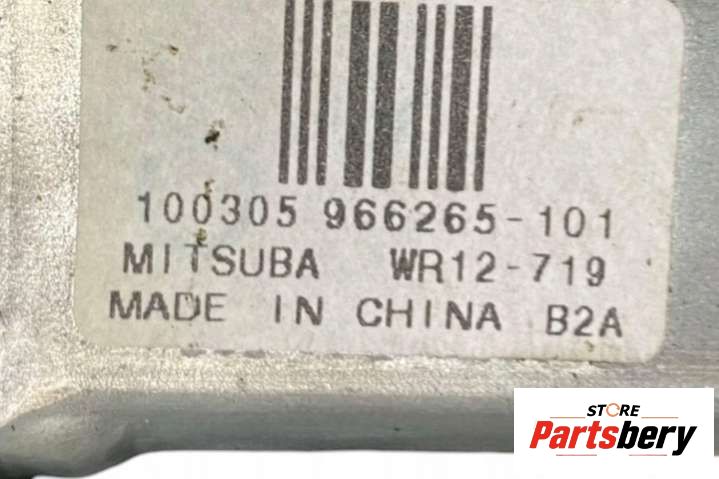 100305 966265-101
MITSUBA WR12-719
MADE IN CHINA B2A
STORE
Partsbery